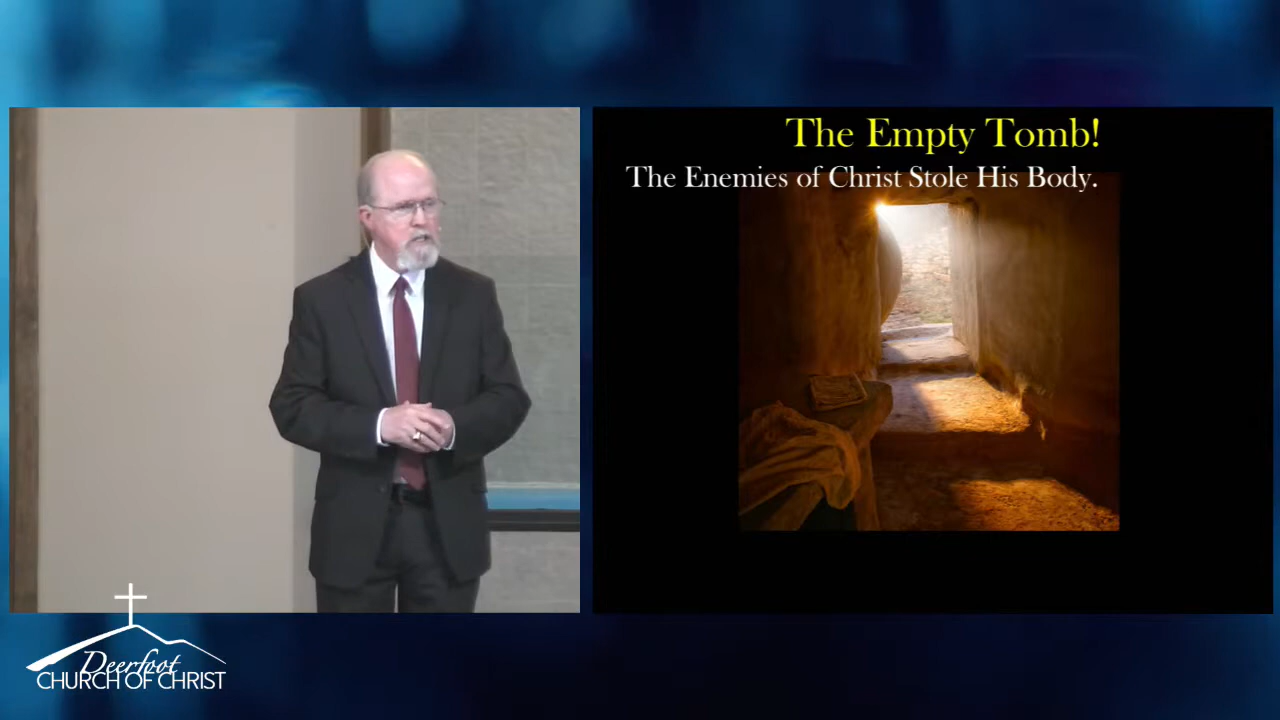 The Empty Tomb!
The Enemies of Christ Stole His Body.
Deerfoot
CHURCH OF CHRIST